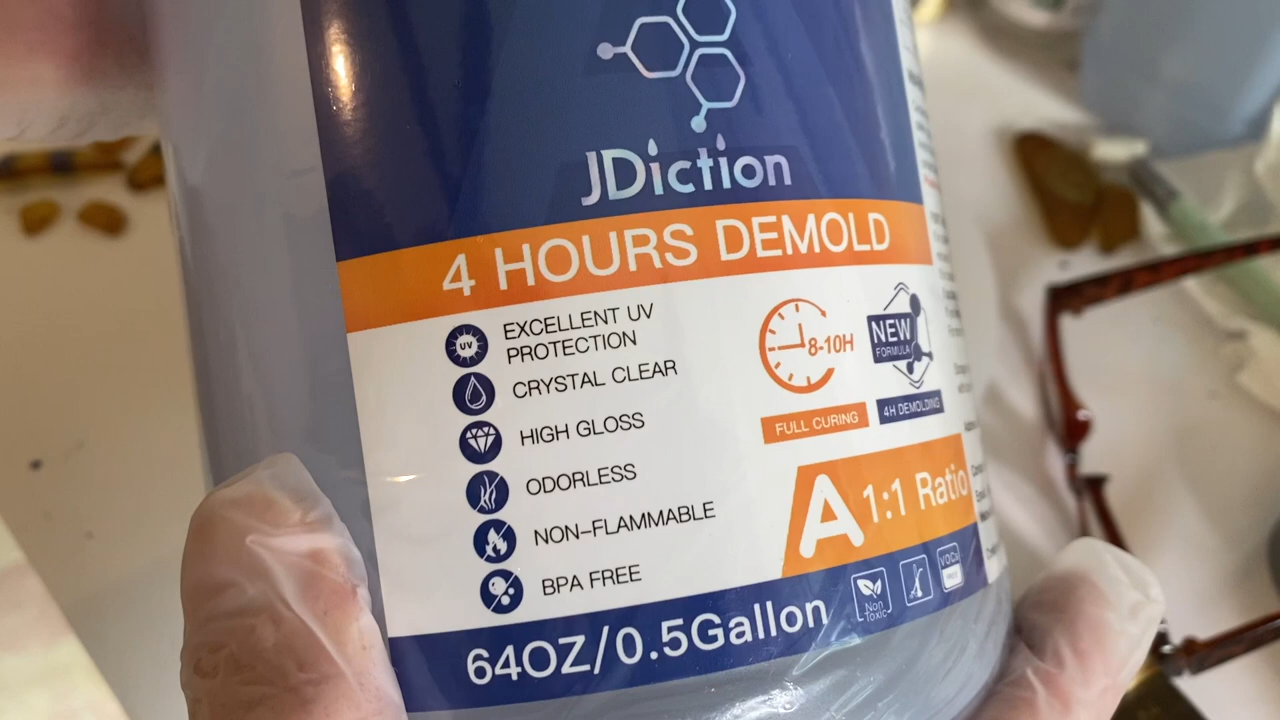 JDiction
4 HOURS DEMOLD
UV
EXCELLENT UV
PROTECTION
CRYSTAL CLEAR
HIGH GLOSS
ODORLESS
NON-FLAMMABLE
BPA FREE
8-10H
FULL CURING
NEW
FORMULA
4H DEMOLDING
A 1:1 Ratio
64OZ/0.5Gallon
Non
Toxic
VOCs
FREE